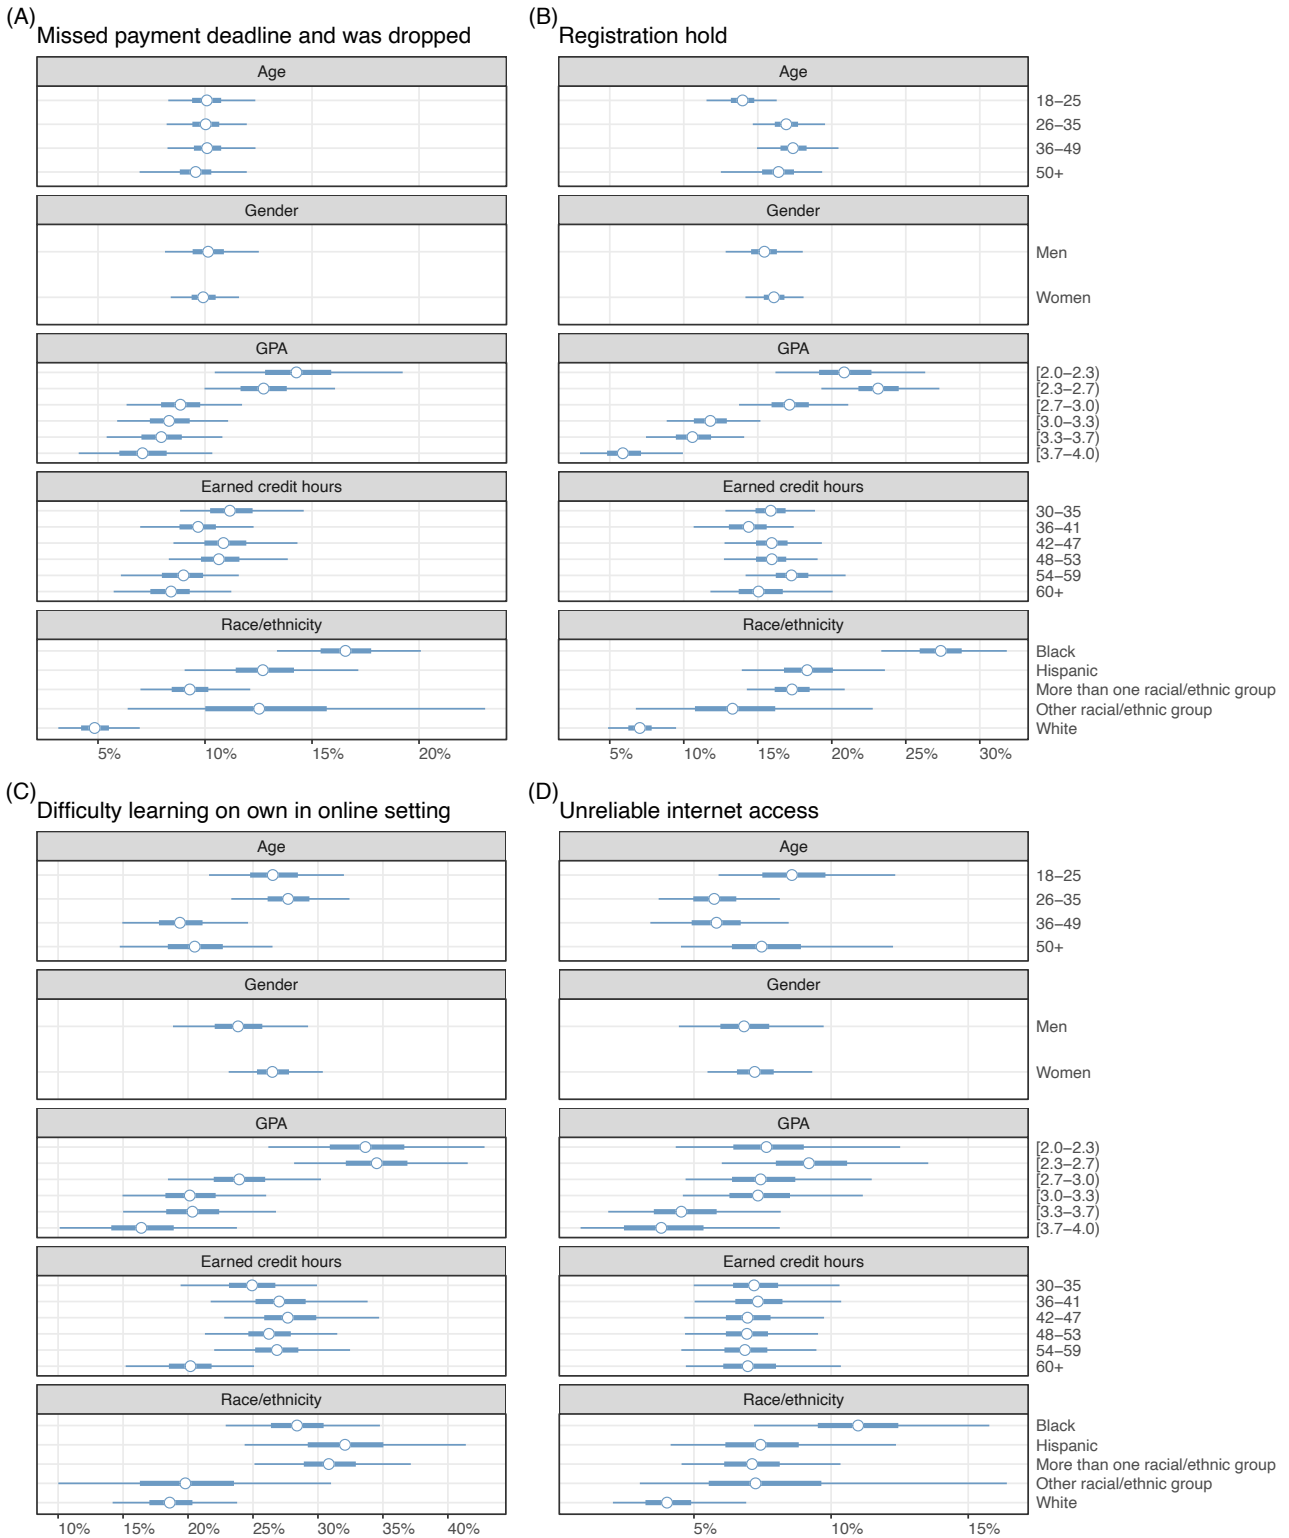 (A)
Missed payment deadline and was dropped
Age
Gender
GPA
Earned credit hours
Race/ethnicity
5% 10% 15% 20%
(B)
Registration hold
Age
18–25
26–35
36–49
50+
Gender
Men
Women
GPA
[2.0–2.3)
[2.3–2.7)
[2.7–3.0)
[3.0–3.3)
[3.3–3.7)
[3.7–4.0)
Earned credit hours
30–35
36–41
42–47
48–53
54–59
60+
Race/ethnicity
Black
Hispanic
More than one racial/ethnic group
Other racial/ethnic group
White
5% 10% 15% 20% 25% 30%
(C)
Difficulty learning on own in online setting
Age
Gender
GPA
Earned credit hours
Race/ethnicity
10% 15% 20% 25% 30% 35% 40%
(D)
Unreliable internet access
Age
18–25
26–35
36–49
50+
Gender
Men
Women
GPA
[2.0–2.3)
[2.3–2.7)
[2.7–3.0)
[3.0–3.3)
[3.3–3.7)
[3.7–4.0)
Earned credit hours
30–35
36–41
42–47
48–53
54–59
60+
Race/ethnicity
Black
Hispanic
More than one racial/ethnic group
Other racial/ethnic group
White
5% 10% 15%